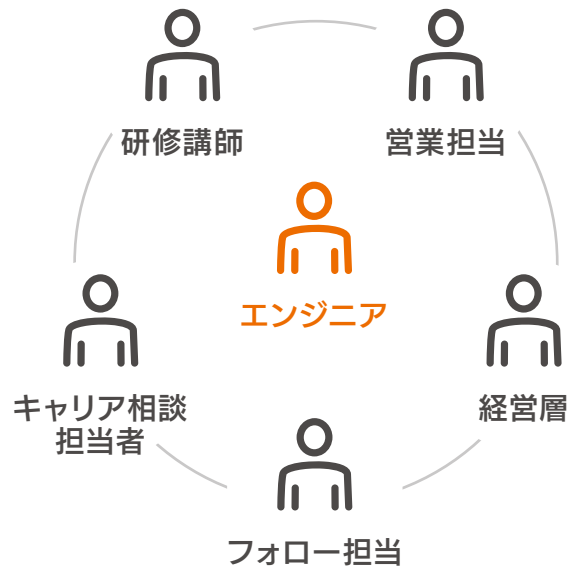 研修講師
営業担当
エンジニア
キャリア相談
担当者
経営層
フォロー担当